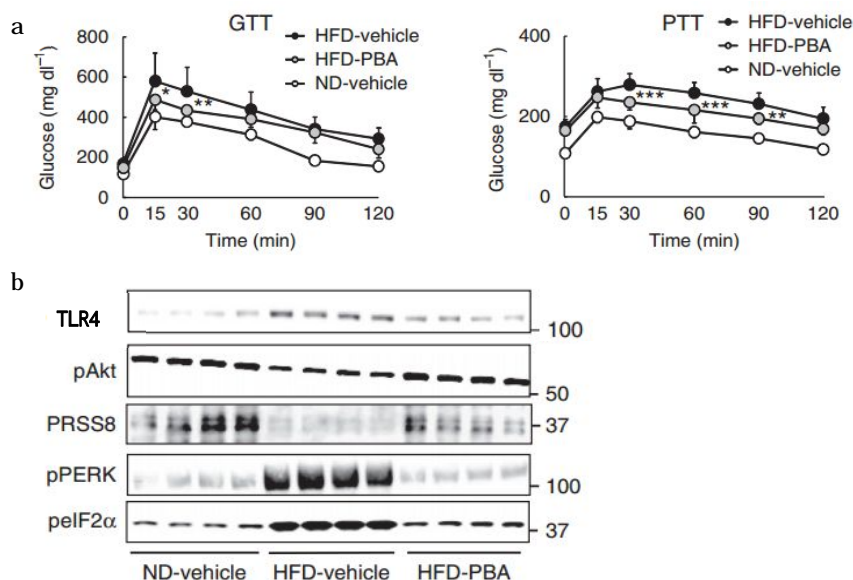 a
GTT
HFD-vehicle
HFD-PBA
ND-vehicle
Glucose (mg dl⁻¹)
800
600
400
200
0
0 15 30 60 90 120
Time (min)
* **
PTT
HFD-vehicle
HFD-PBA
ND-vehicle
Glucose (mg dl⁻¹)
400
200
0
0 15 30 60 90 120
Time (min)
*** *** **
b
TLR4 100
pAkt 50
PRSS8 37
pPERK 100
peIF2α 37
ND-vehicle HFD-vehicle HFD-PBA